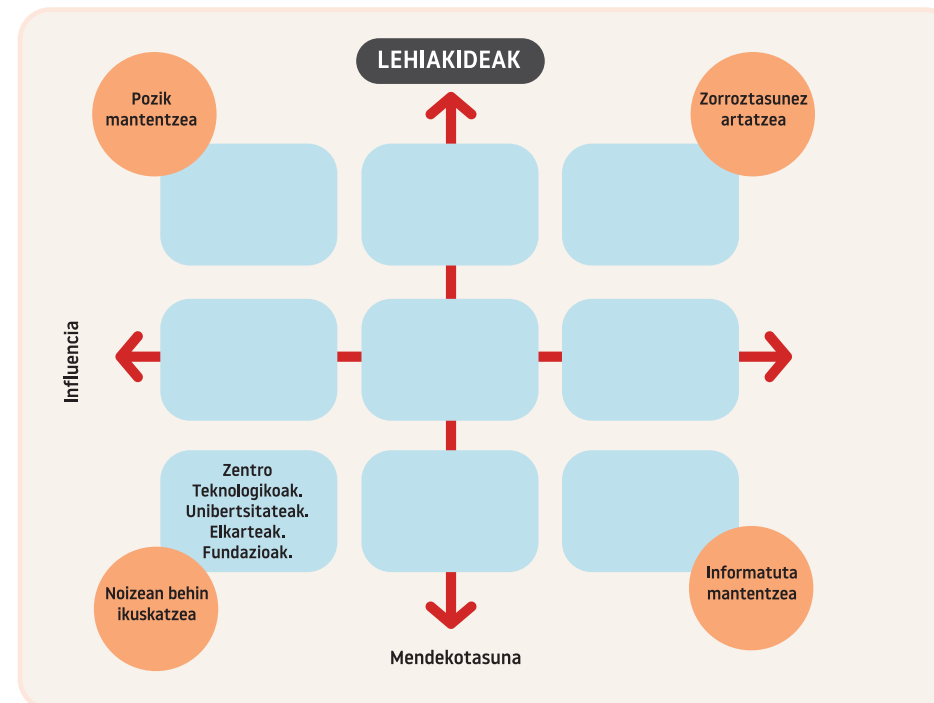 LEHIAKIDEAK
Pozik
mantentzea
Zorroztasunez
artatzea
Influencia
Zentro
Teknologikoak.
Unibertsitateak.
Elkarteak.
Fundazioak.
Noizean behin
ikuskatzea
Informatuta
mantentzea
Mendekotasuna